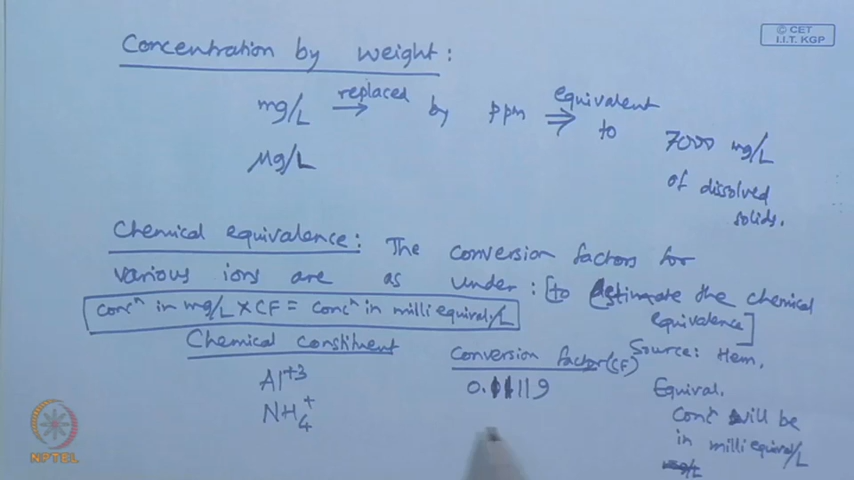 © CET
I.I.T. KGP
Concentration by weight:
mg/L replaced → by ppm equivalent ⇒ to 7000 mg/L
μg/L
of dissolved
solids.
Chemical equivalence: The conversion factors for
various ions are as under: [to estimate the chemical
equivalence]
concⁿ in mg/L × CF = concⁿ in milli equival./L
Chemical constituent
Conversion factor (CF)
Source: Hem.
Al+3
0.11119
NH4+
Equival.
Concⁿ will be
in milli equival/L
mg/L
NPTEL